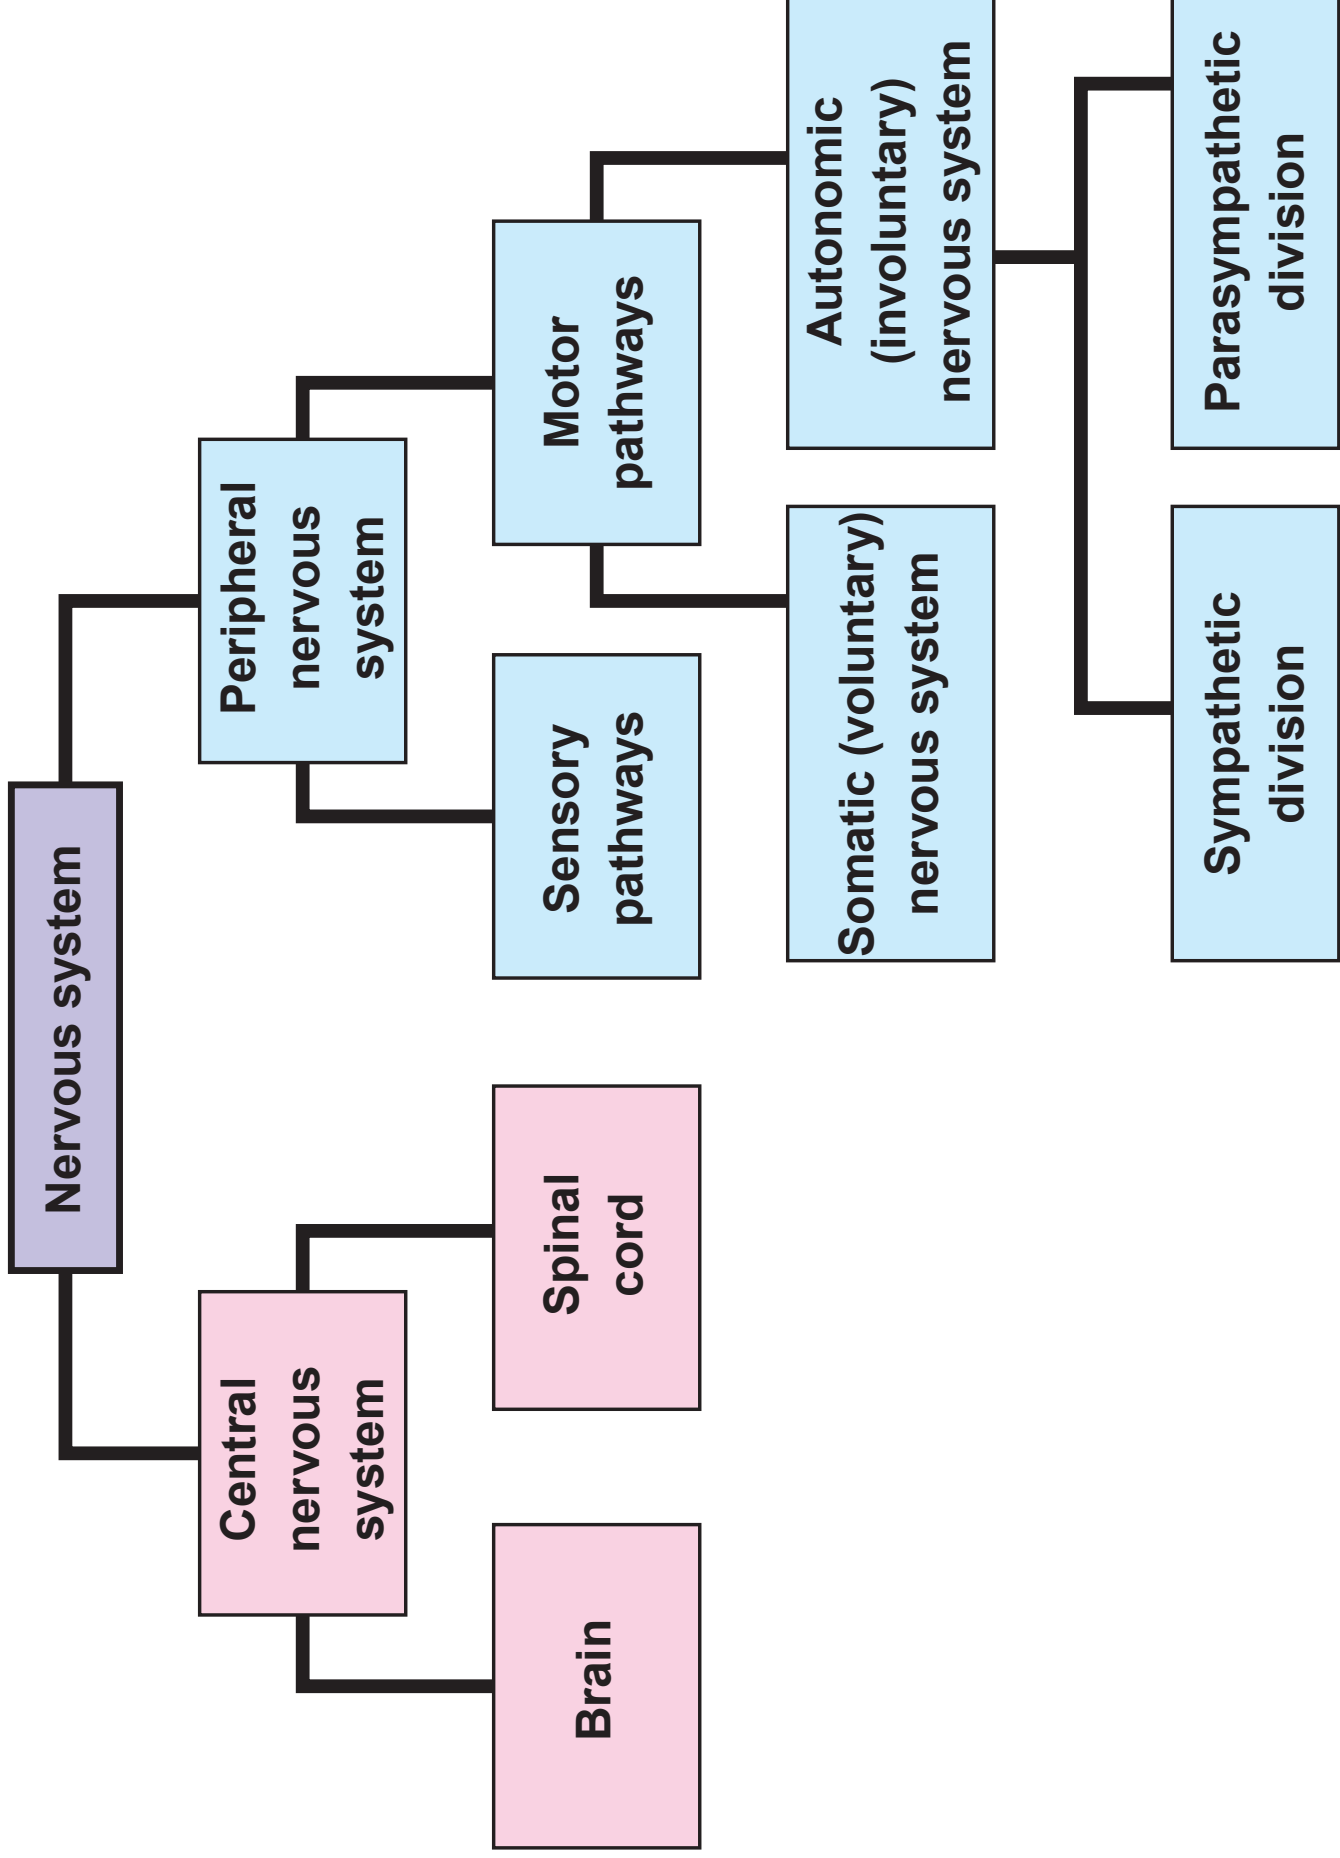 Nervous system
Central
nervous
system
Peripheral
nervous
system
Brain
Spinal
cord
Sensory
pathways
Motor
pathways
Somatic (voluntary)
nervous system
Autonomic
(involuntary)
nervous system
Sympathetic
division
Parasympathetic
division